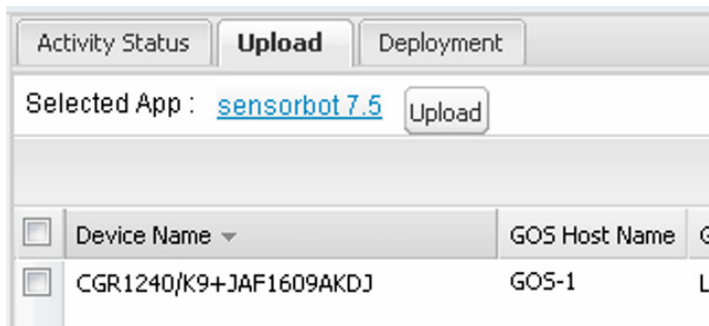 Activity Status Upload Deployment
Selected App : sensorbot 7.5 Upload
Device Name GOS Host Name
CGR1240/K9+JAF1609AKDJ GOS-1 L